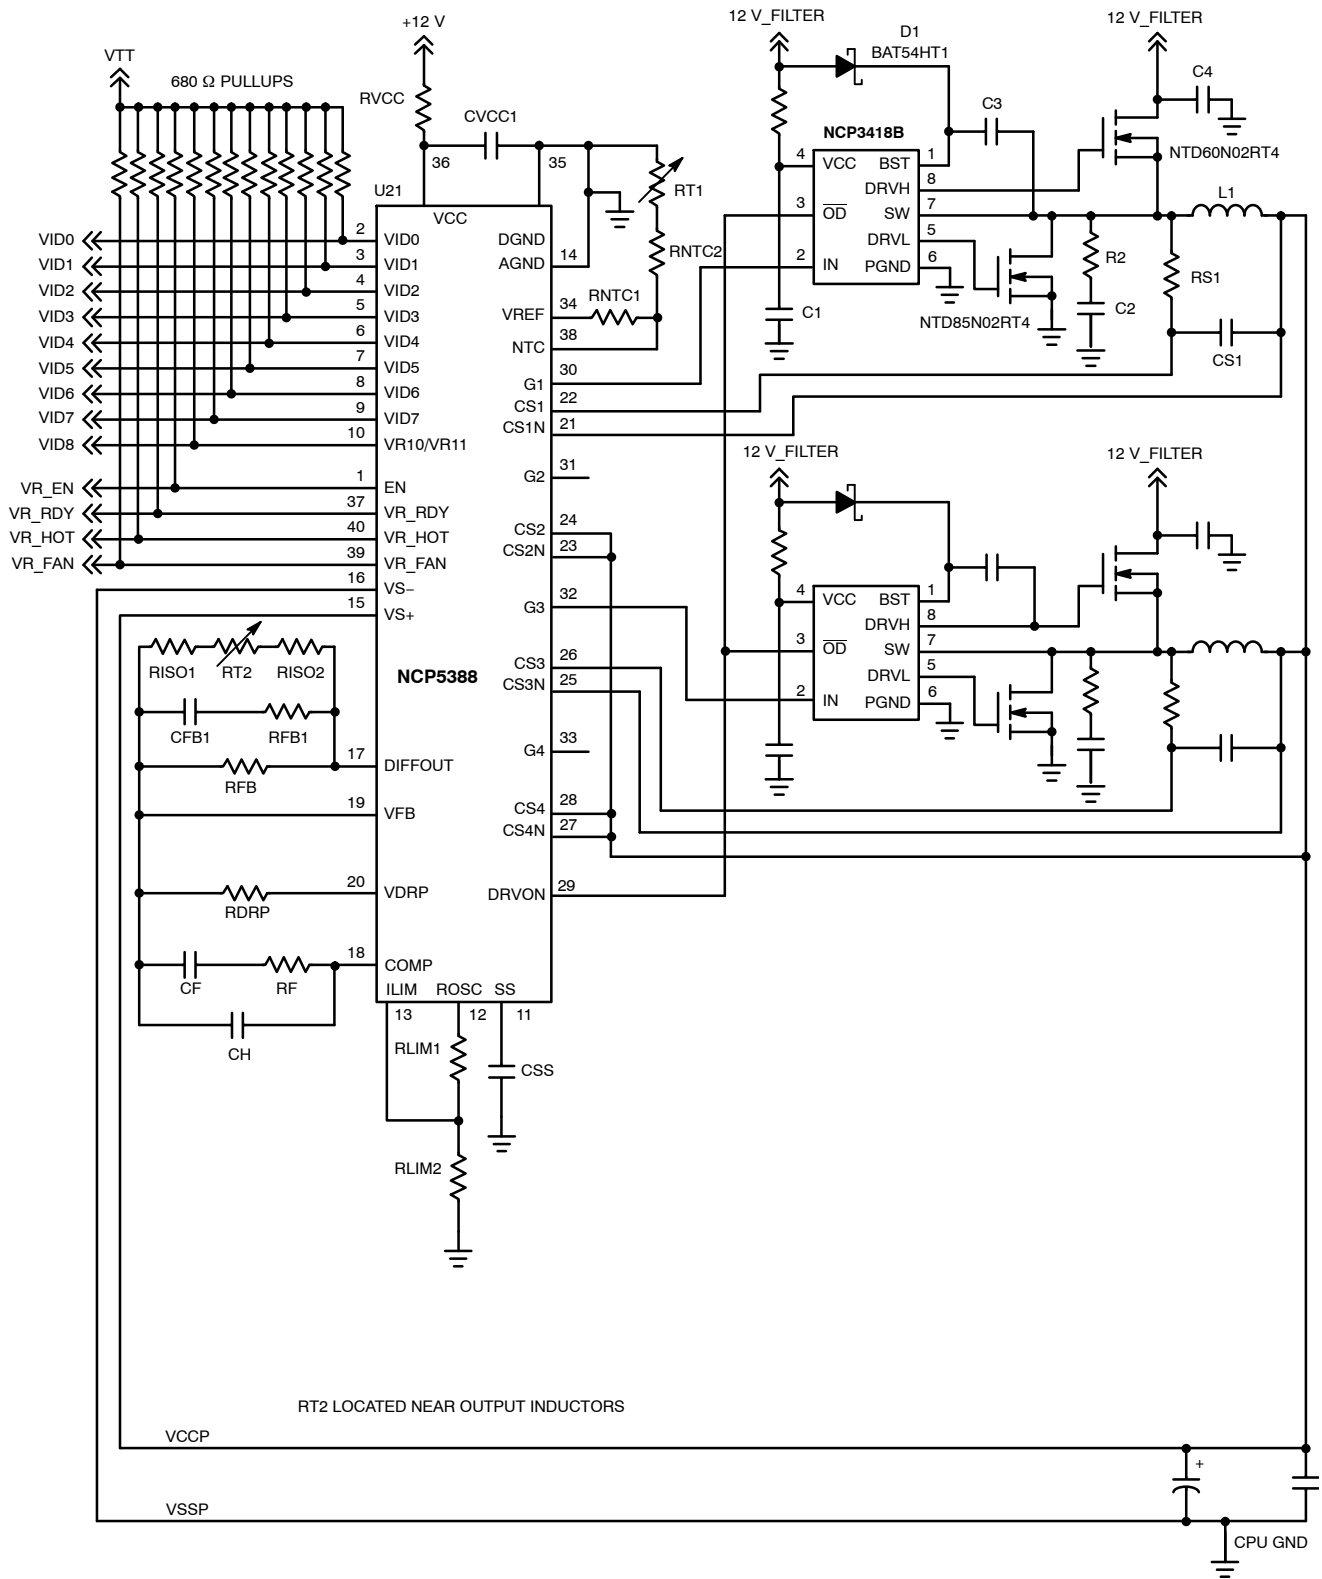 +12 V
12 V_FILTER
D1
BAT54HT1
12 V_FILTER
VTT
680 Ω PULLUPS
RVCC
CVCC1
C3
C4
NCP3418B
NTD60N02RT4
36
35
RT1
U21
VCC
4
VCC
BST
1
DRVH
8
3
OD
SW
7
L1
DRVL
5
2
IN
PGND
6
R2
RS1
C1
NTD85N02RT4
C2
CS1
VID0
2
VID0
DGND
VID1
3
VID1
AGND
14
RNTC2
VID2
4
VID2
RNTC1
VID3
5
VID3
VREF
34
VID4
6
VID4
NTC
38
VID5
7
VID5
G1
30
VID6
8
VID6
CS1
22
VID7
9
VID7
CS1N
21
VID8
10
VR10/VR11
12 V_FILTER
12 V_FILTER
G2
31
VR_EN
1
EN
VR_RDY
37
VR_RDY
CS2
24
VR_HOT
40
VR_HOT
CS2N
23
VR_FAN
39
VR_FAN
16
VS−
15
VS+
G3
32
4
VCC
BST
1
DRVH
8
3
OD
SW
7
DRVL
5
2
IN
PGND
6
RISO1
RT2
RISO2
NCP5388
CS3
26
CS3N
25
CFB1
RFB1
G4
33
17
DIFFOUT
RFB
19
VFB
CS4
28
CS4N
27
20
VDRP
DRVON
29
RDRP
18
COMP
CF
RF
ILIM
ROSC
SS
13
12
11
CH
RLIM1
CSS
RLIM2
RT2 LOCATED NEAR OUTPUT INDUCTORS
VCCP
+
VSSP
CPU GND